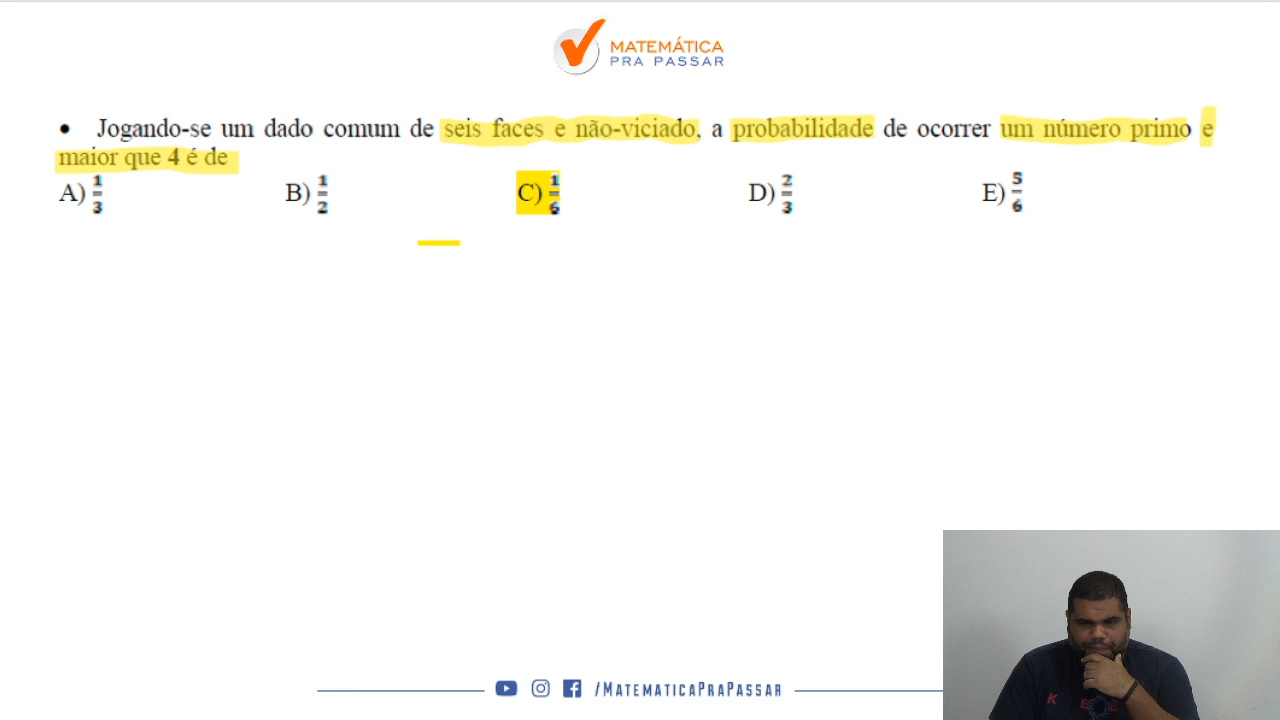 MATEMÁTICA
PRA PASSAR
• Jogando-se um dado comum de seis faces e não-viciado, a probabilidade de ocorrer um número primo e
maior que 4 é de
A) 1/3 B) 1/2 C) 1/6 D) 2/3 E) 5/6
/MATEMATICAPRAPASSAR